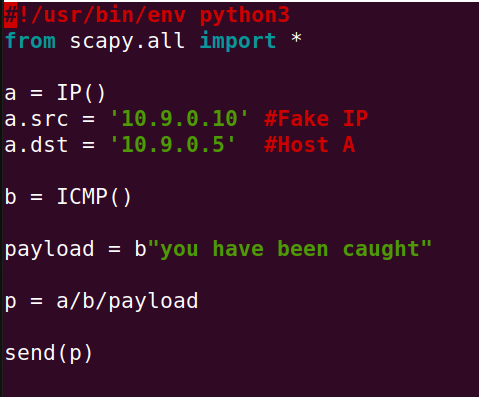 #!/usr/bin/env python3
from scapy.all import *
a = IP()
a.src = '10.9.0.10' #Fake IP
a.dst = '10.9.0.5'  #Host A
b = ICMP()
payload = b"you have been caught"
p = a/b/payload
send(p)